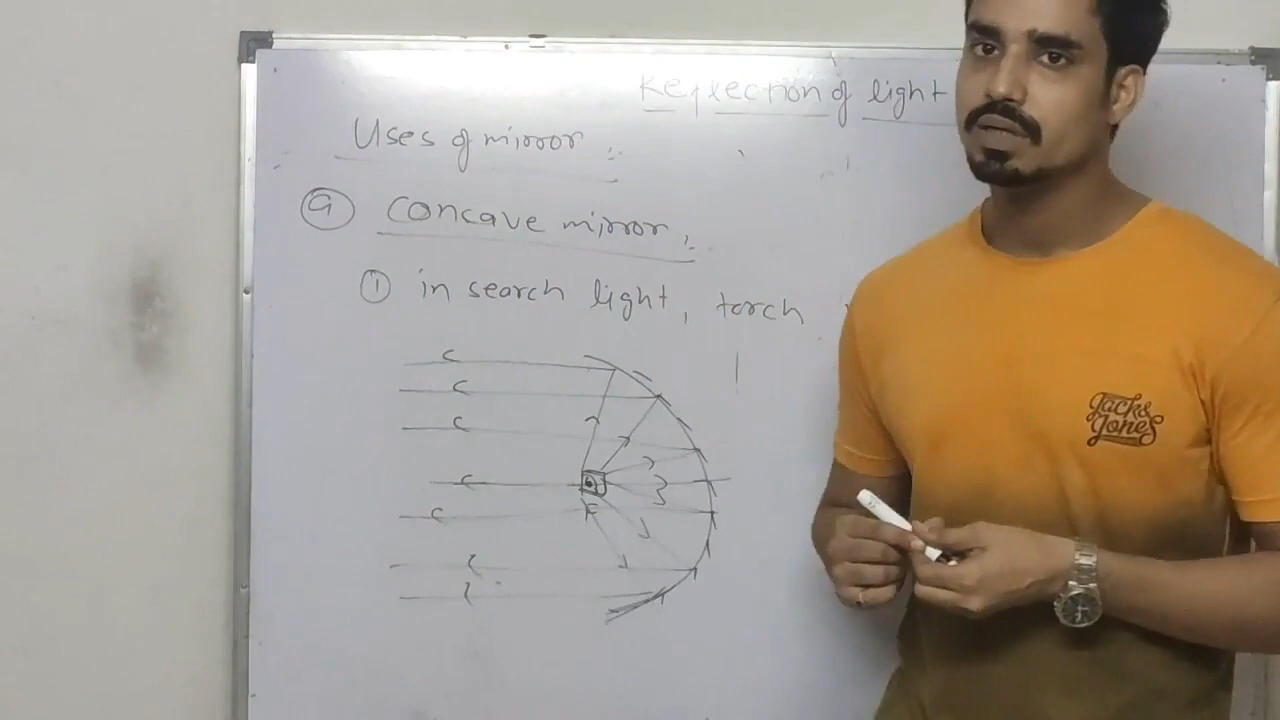 Reflection of light
Uses of mirror :
a concave mirror :
1 in search light, torch
F
Jack&
Jones